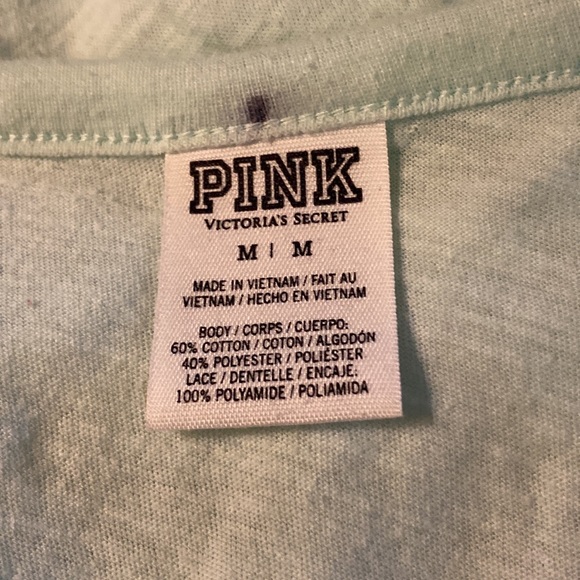 PINK
VICTORIA'S SECRET
M | M
MADE IN VIETNAM / FAIT AU
VIETNAM / HECHO EN VIETNAM
BODY / CORPS / CUERPO:
60% COTTON / COTON / ALGODÓN
40% POLYESTER / POLIÉSTER
LACE / DENTELLE / ENCAJE:
100% POLYAMIDE / POLIAMIDA